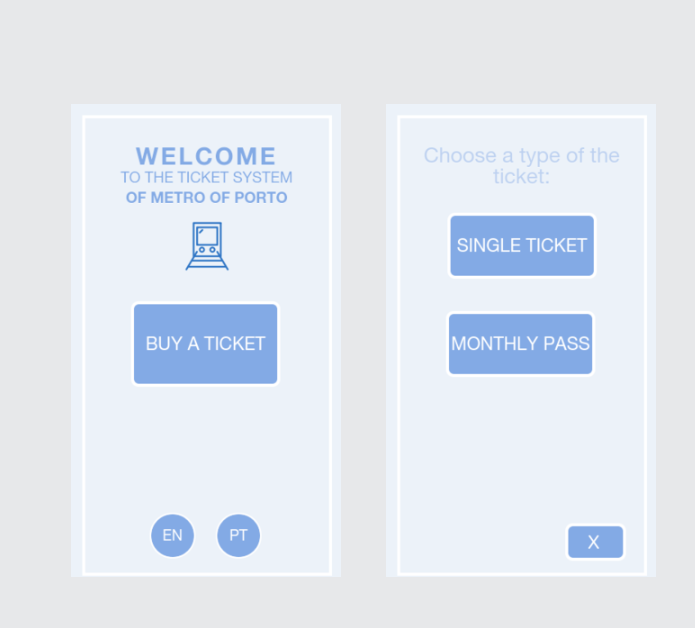 WELCOME
TO THE TICKET SYSTEM
OF METRO OF PORTO
BUY A TICKET
EN
PT
Choose a type of the
ticket:
SINGLE TICKET
MONTHLY PASS
X